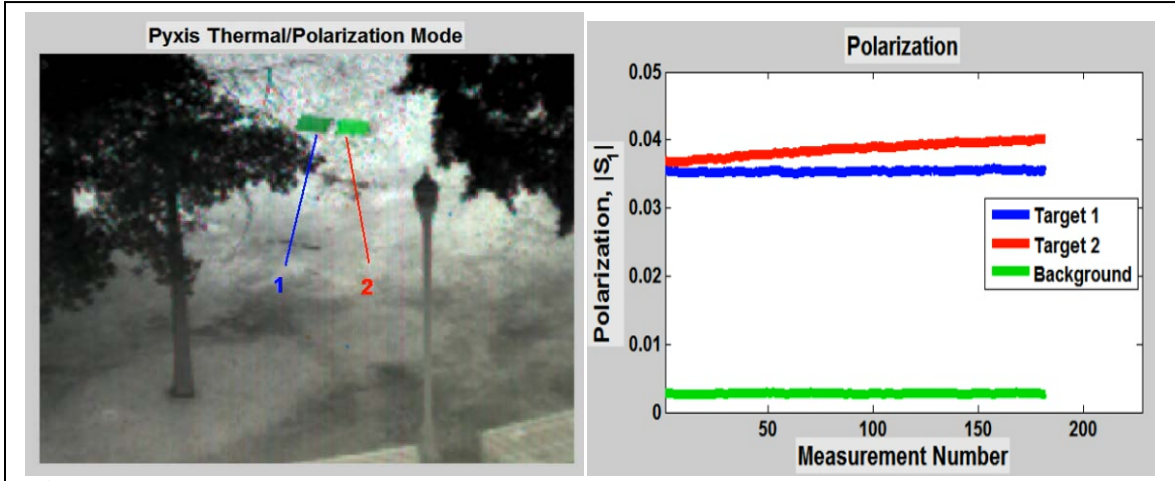 Pyxis Thermal/Polarization Mode
1
2
Polarization
Polarization, |S₁|
0.05
0.04
0.03
0.02
0.01
0
50
100
150
200
Measurement Number
Target 1
Target 2
Background